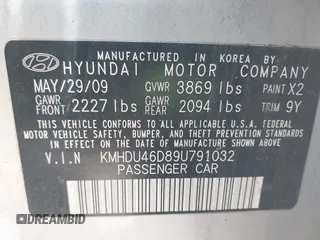 MANUFACTURED IN KOREA BY
HYUNDAI MOTOR COMPANY
MAY/29/09 GVWR 3869 lbs PAINT X2
GAWR FRONT 2227 lbs GAWR REAR 2094 lbs TRIM 9Y
THIS VEHICLE CONFORMS TO ALL APPLICABLE
FEDERAL MOTOR VEHICLE SAFETY, BUMPER, AND THEFT
PREVENTION STANDARDS IN EFFECT ON THE DATE OF
MANUFACTURE SHOWN ABOVE.
V.I.N KMHDU46D89U791032
PASSENGER CAR
DREAMBID